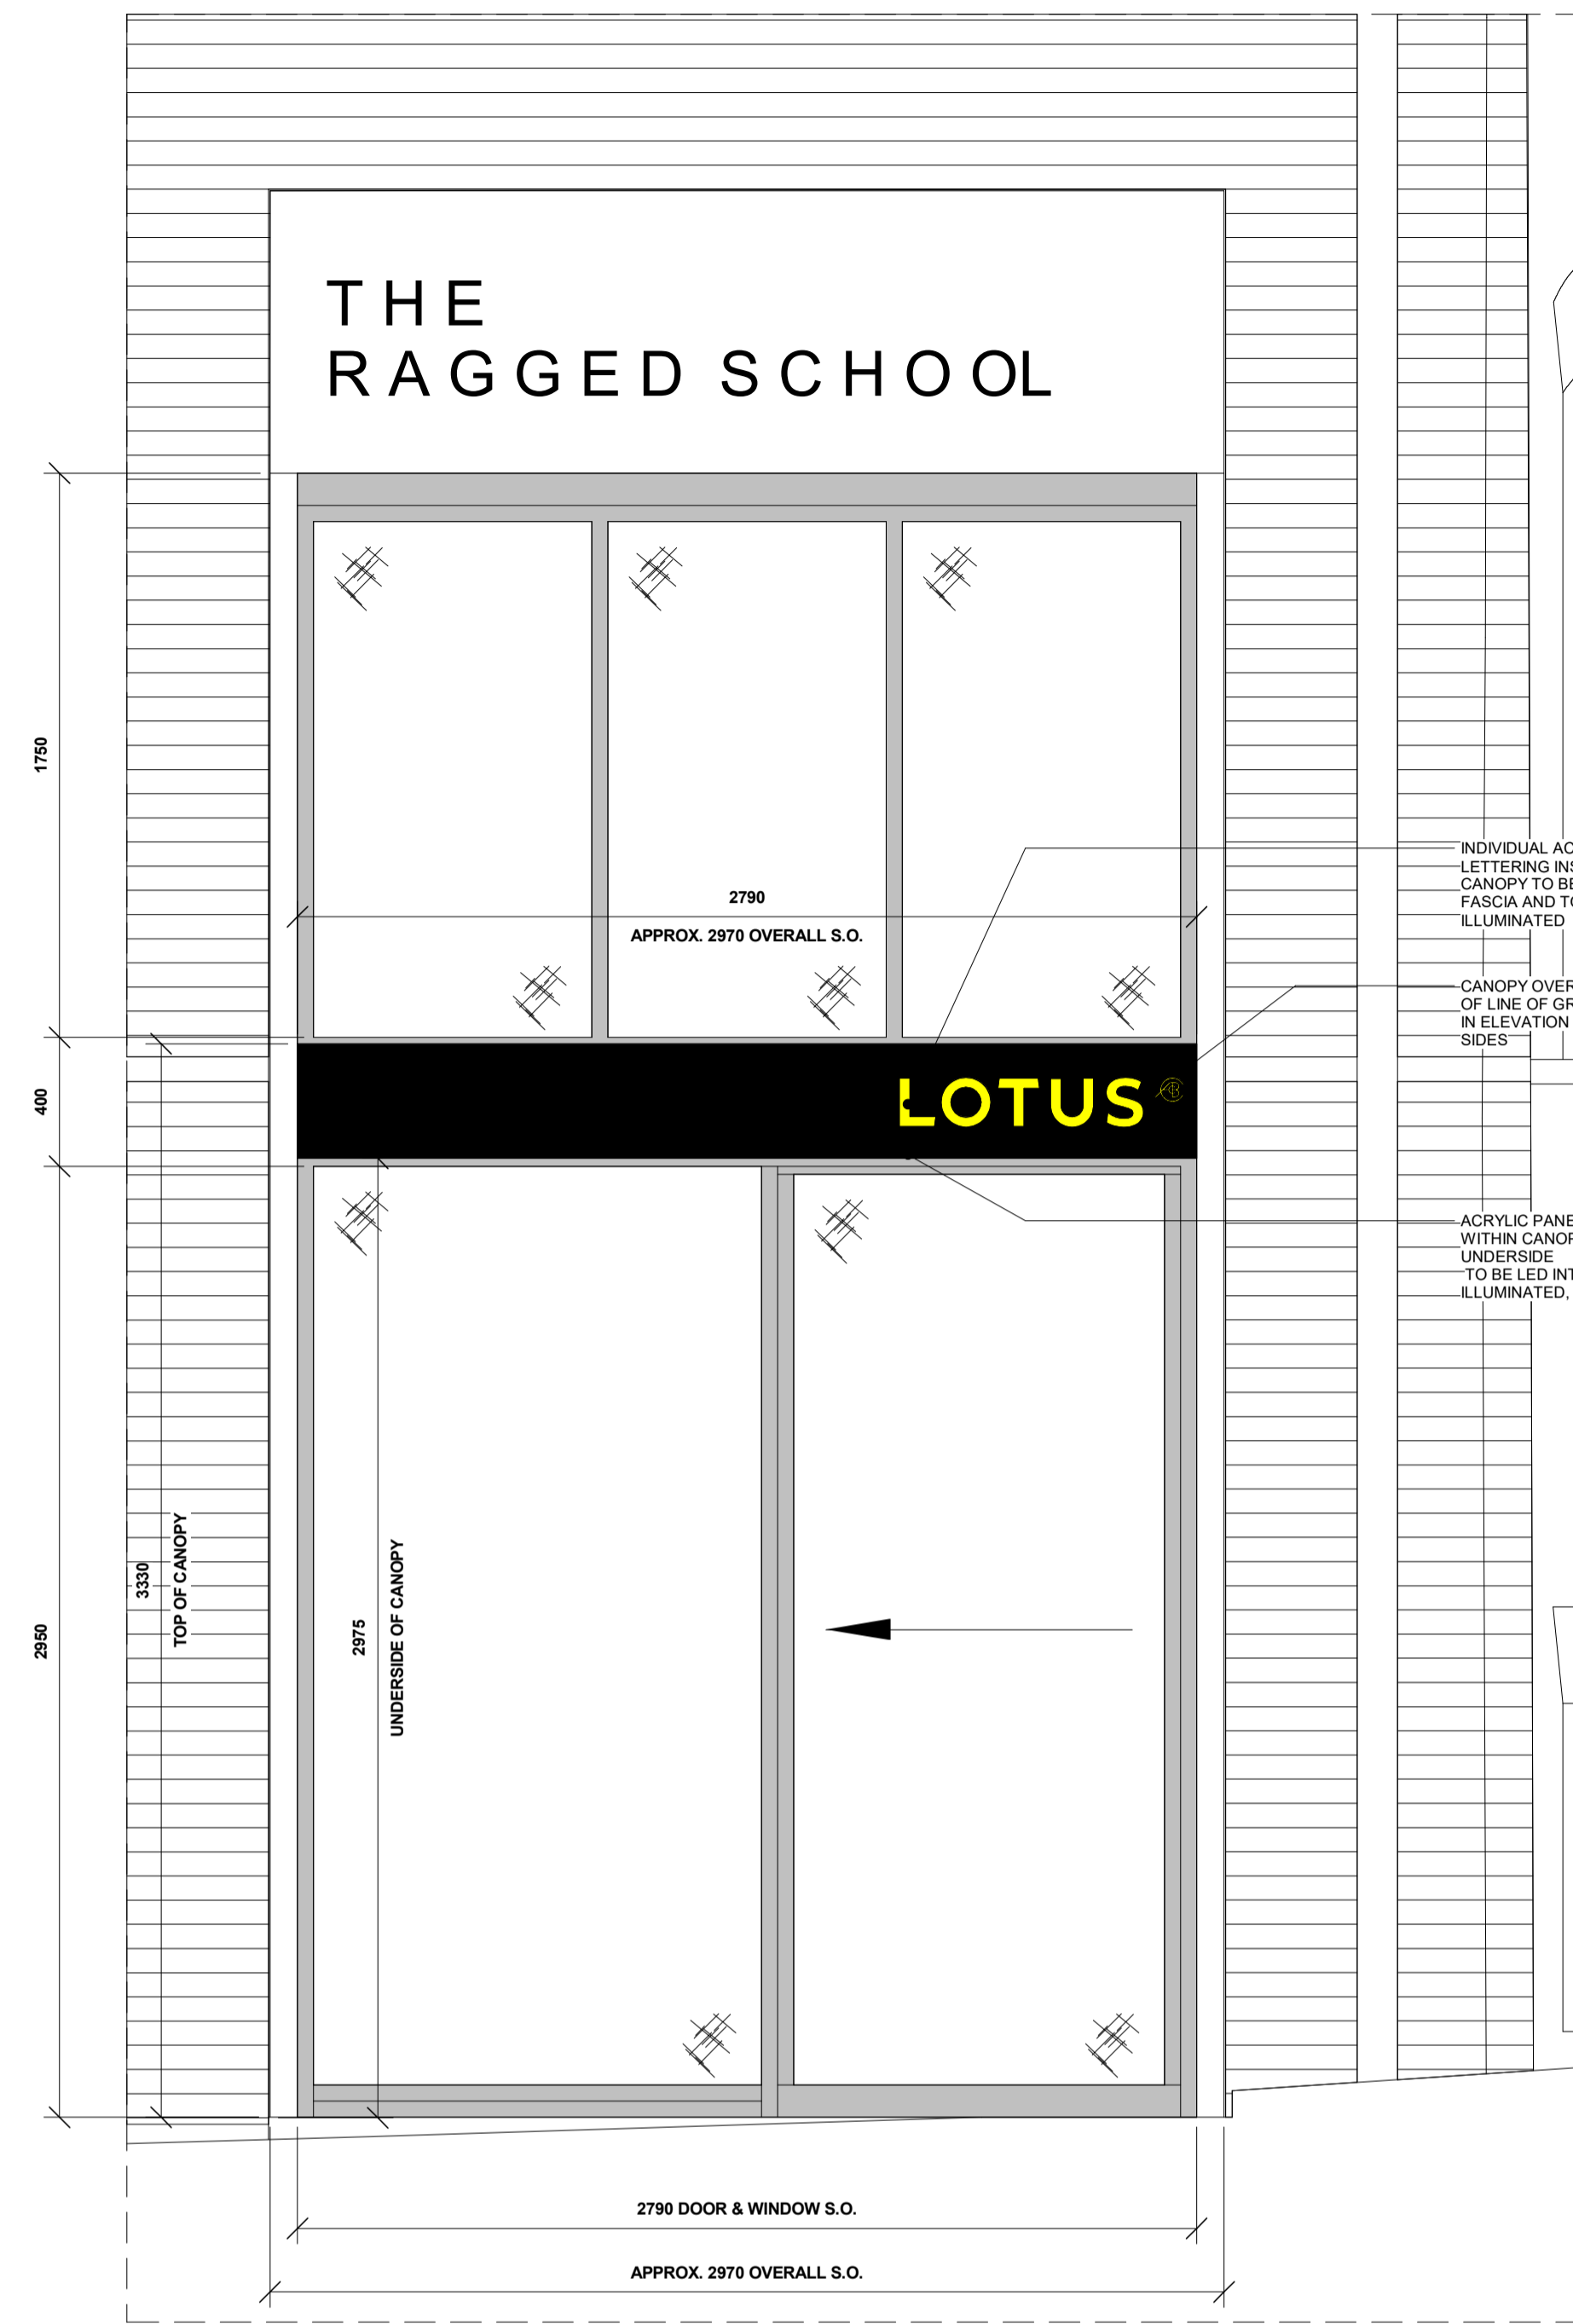 THE
RAGGED SCHOOL
1750
2790
APPROX. 2970 OVERALL S.O.
INDIVIDUAL AC
LETTERING INS
CANOPY TO BE
FASCIA AND TO
ILLUMINATED
CANOPY OVER
OF LINE OF GR
IN ELEVATION
SIDES
400
LOTUS
ACRYLIC PANE
WITHIN CANOP
UNDERSIDE
TO BE LED INT
ILLUMINATED,
2950
3330
TOP OF CANOPY
2975
UNDERSIDE OF CANOPY
2790 DOOR & WINDOW S.O.
APPROX. 2970 OVERALL S.O.